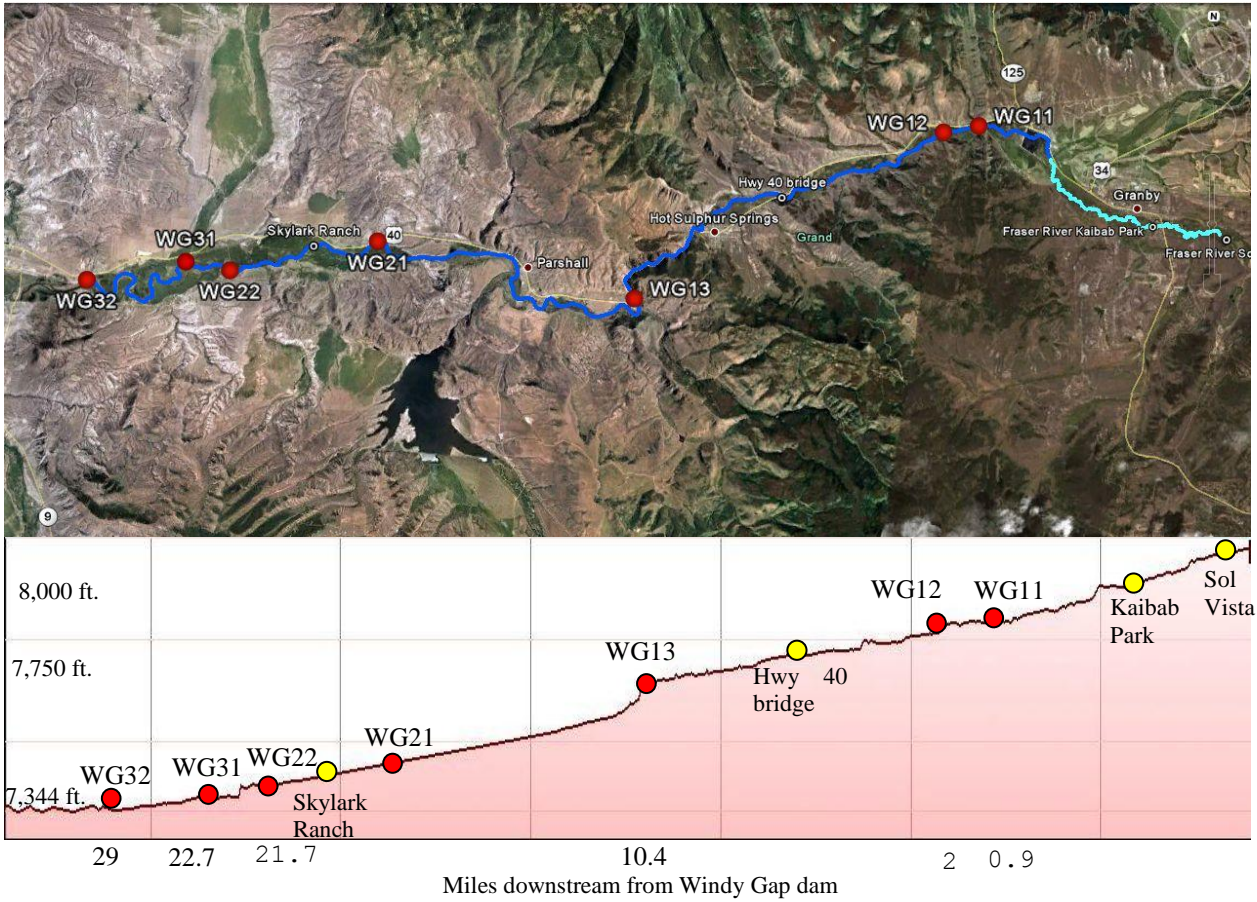 N
125
WG12
WG11
34
Hwy 40 bridge
Granby
Hot Sulphur Springs
Grand
Fraser River Kaibab Park
Fraser River So
Skylark Ranch
WG31
40
WG21
Parshall
WG32
WG22
WG13
9
8,000 ft.
7,750 ft.
7,344 ft.
WG32
WG31
WG22
Skylark
Ranch
WG21
WG13
Hwy 40
bridge
WG12
WG11
Kaibab
Park
Sol
Vista
29 22.7 21.7 10.4 2 0.9
Miles downstream from Windy Gap dam